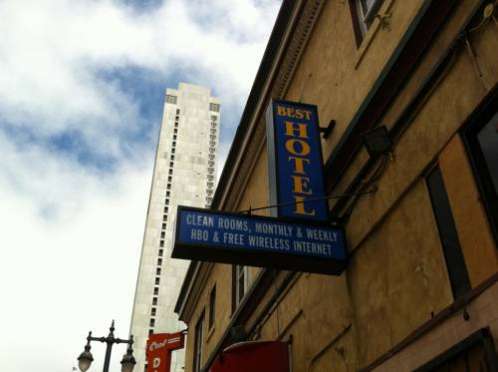 BEST
HOTEL
CLEAN ROOMS, MONTHLY & WEEKLY
HBO & FREE WIRELESS INTERNET
D